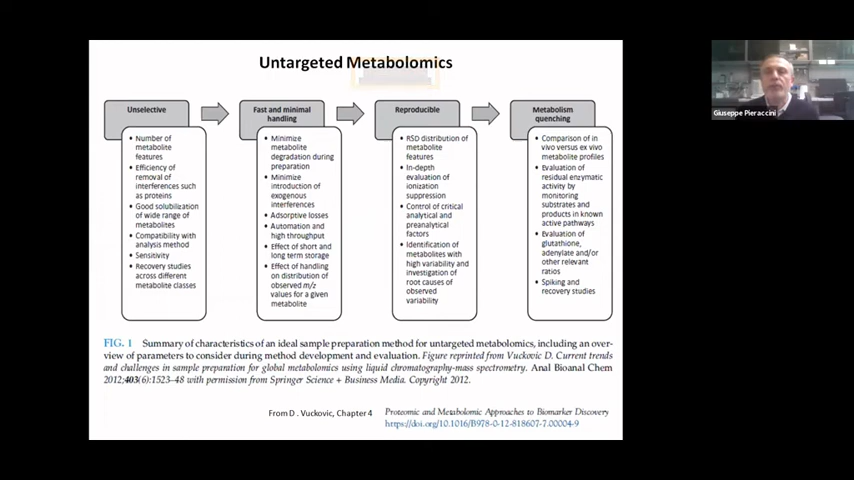 Untargeted Metabolomics
Unselective
Number of
metabolite
features
Efficiency of
removal of
interferences such
as proteins
Good solubilization
of wide range of
metabolites
Compatibility with
analysis method
Sensitivity
Recovery studies
across different
metabolite classes
Fast and minimal
handling
Minimize
metabolite
degradation during
preparation
Minimize
introduction of
exogenous
interferences
Adsorptive losses
Automation and
high throughput
Effect of short and
long term storage
Effect of handling
on distribution of
observed m/z
values for a given
metabolite
Reproducible
RSD distribution of
metabolite
features
In-depth
evaluation of
ionization
suppression
Control of critical
analytical and
preanalytical
factors
Identification of
metabolites with
high variability and
investigation of
root causes of
observed
variability
Metabolism
quenching
Comparison of in
vivo versus ex vivo
metabolite profiles
Evaluation of
residual enzymatic
activity by
monitoring
substrates and
products in known
active pathways
Evaluation of
glutathione,
adenylate and/or
other relevant
ratios
Spiking and
recovery studies
FIG. 1 Summary of characteristics of an ideal sample preparation method for untargeted metabolomics, including an over-
view of parameters to consider during method development and evaluation. Figure reprinted from Vuckovic D. Current trends
and challenges in sample preparation for global metabolomics using liquid chromatography-mass spectrometry. Anal Bioanal Chem
2012;403(6):1523–48 with permission from Springer Science + Business Media. Copyright 2012.
From D . Vuckovic, Chapter 4
Proteomic and Metabolomic Approaches to Biomarker Discovery
https://doi.org/10.1016/B978-0-12-818607-7.00004-9
Giuseppe Pieraccini